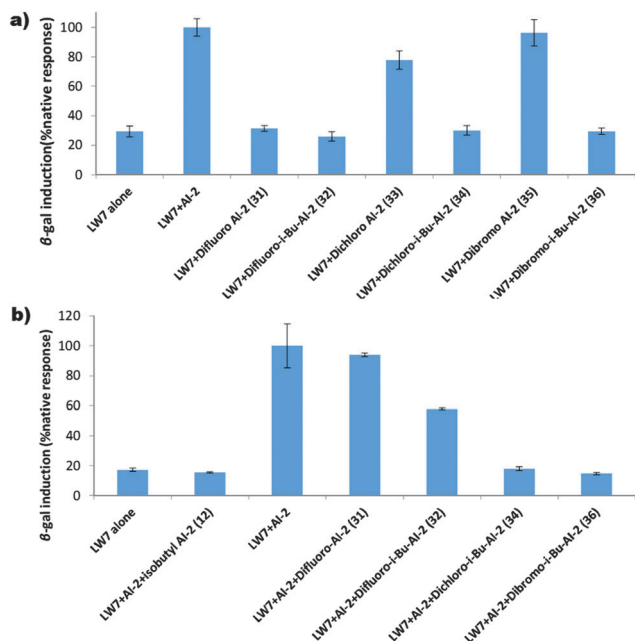 a)
β-gal induction(%native response)
100
80
60
40
20
0
LW7 alone
LW7+AI-2
LW7+Difluoro AI-2 (31)
LW7+Difluoro-i-Bu-AI-2 (32)
LW7+Dichloro AI-2 (33)
LW7+Dichloro-i-Bu-AI-2 (34)
LW7+Dibromo AI-2 (35)
LW7+Dibromo-i-Bu-AI-2 (36)
b)
β-gal induction (%native response)
120
100
80
60
40
20
0
LW7 alone
LW7+AI-2+isobutyl AI-2 (12)
LW7+AI-2
LW7+AI-2+Difluoro-AI-2 (31)
LW7+AI-2+Difluoro-i-Bu-AI-2 (32)
LW7+AI-2+Dichloro-i-Bu-AI-2 (34)
LW7+AI-2+Dibromo-i-Bu-AI-2 (36)